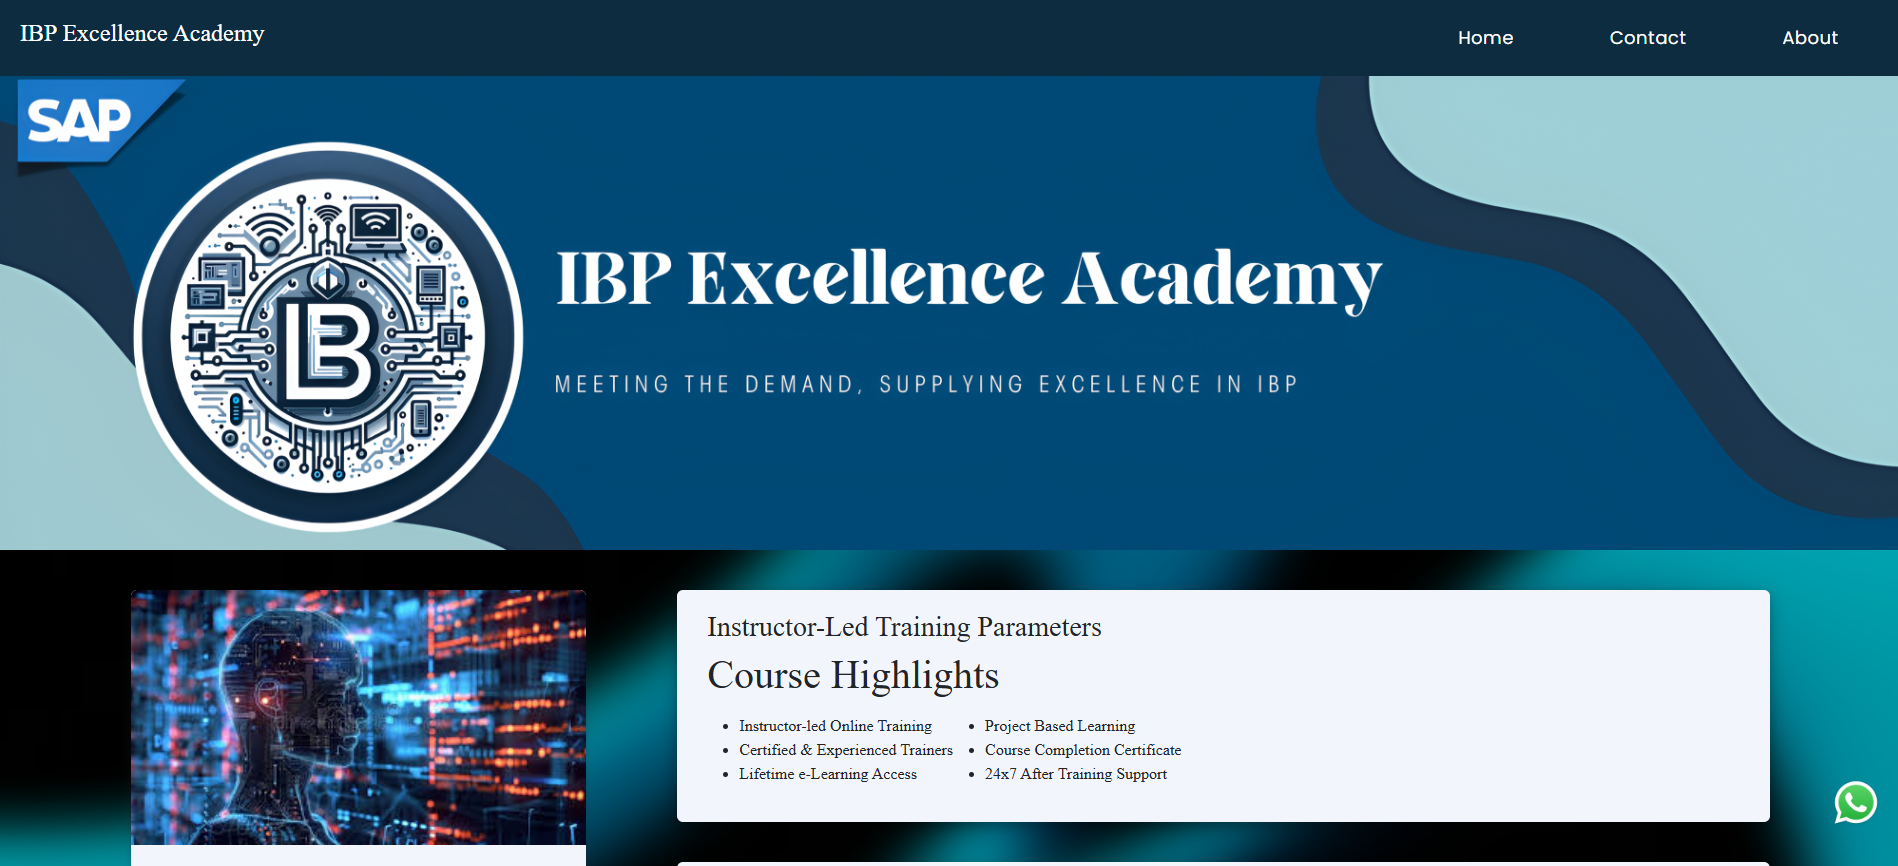 IBP Excellence Academy
Home
Contact
About
SAP
IBP Excellence Academy
MEETING THE DEMAND, SUPPLYING EXCELLENCE IN IBP
Instructor-Led Training Parameters
Course Highlights
Instructor-led Online Training
Certified & Experienced Trainers
Lifetime e-Learning Access
Project Based Learning
Course Completion Certificate
24x7 After Training Support